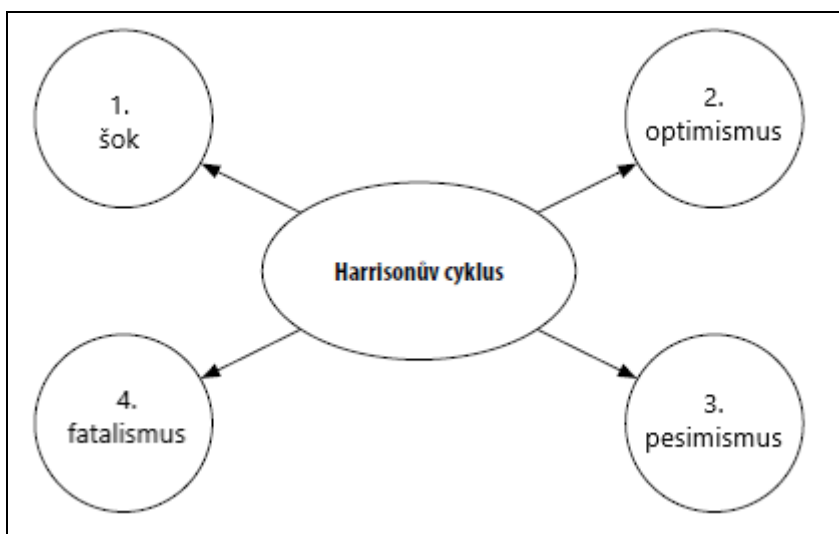 1.
šok
2.
optimismus
Harrisonův cyklus
4.
fatalismus
3.
pesimismus